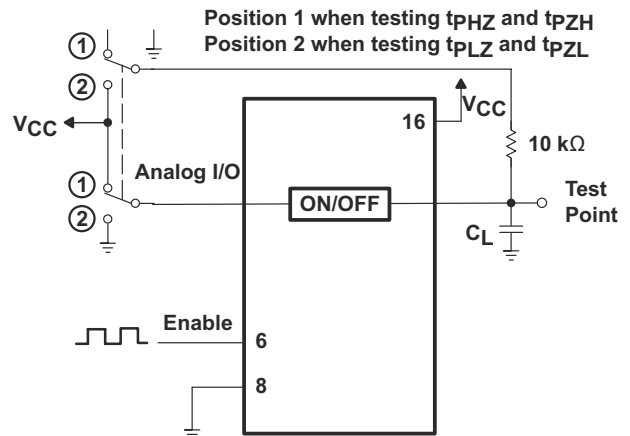 Position 1 when testing tPHZ and tPZH
Position 2 when testing tPLZ and tPZL
1
2
VCC
16
VCC
10 kΩ
Analog I/O
1
ON/OFF
Test
Point
2
CL
Enable
6
8